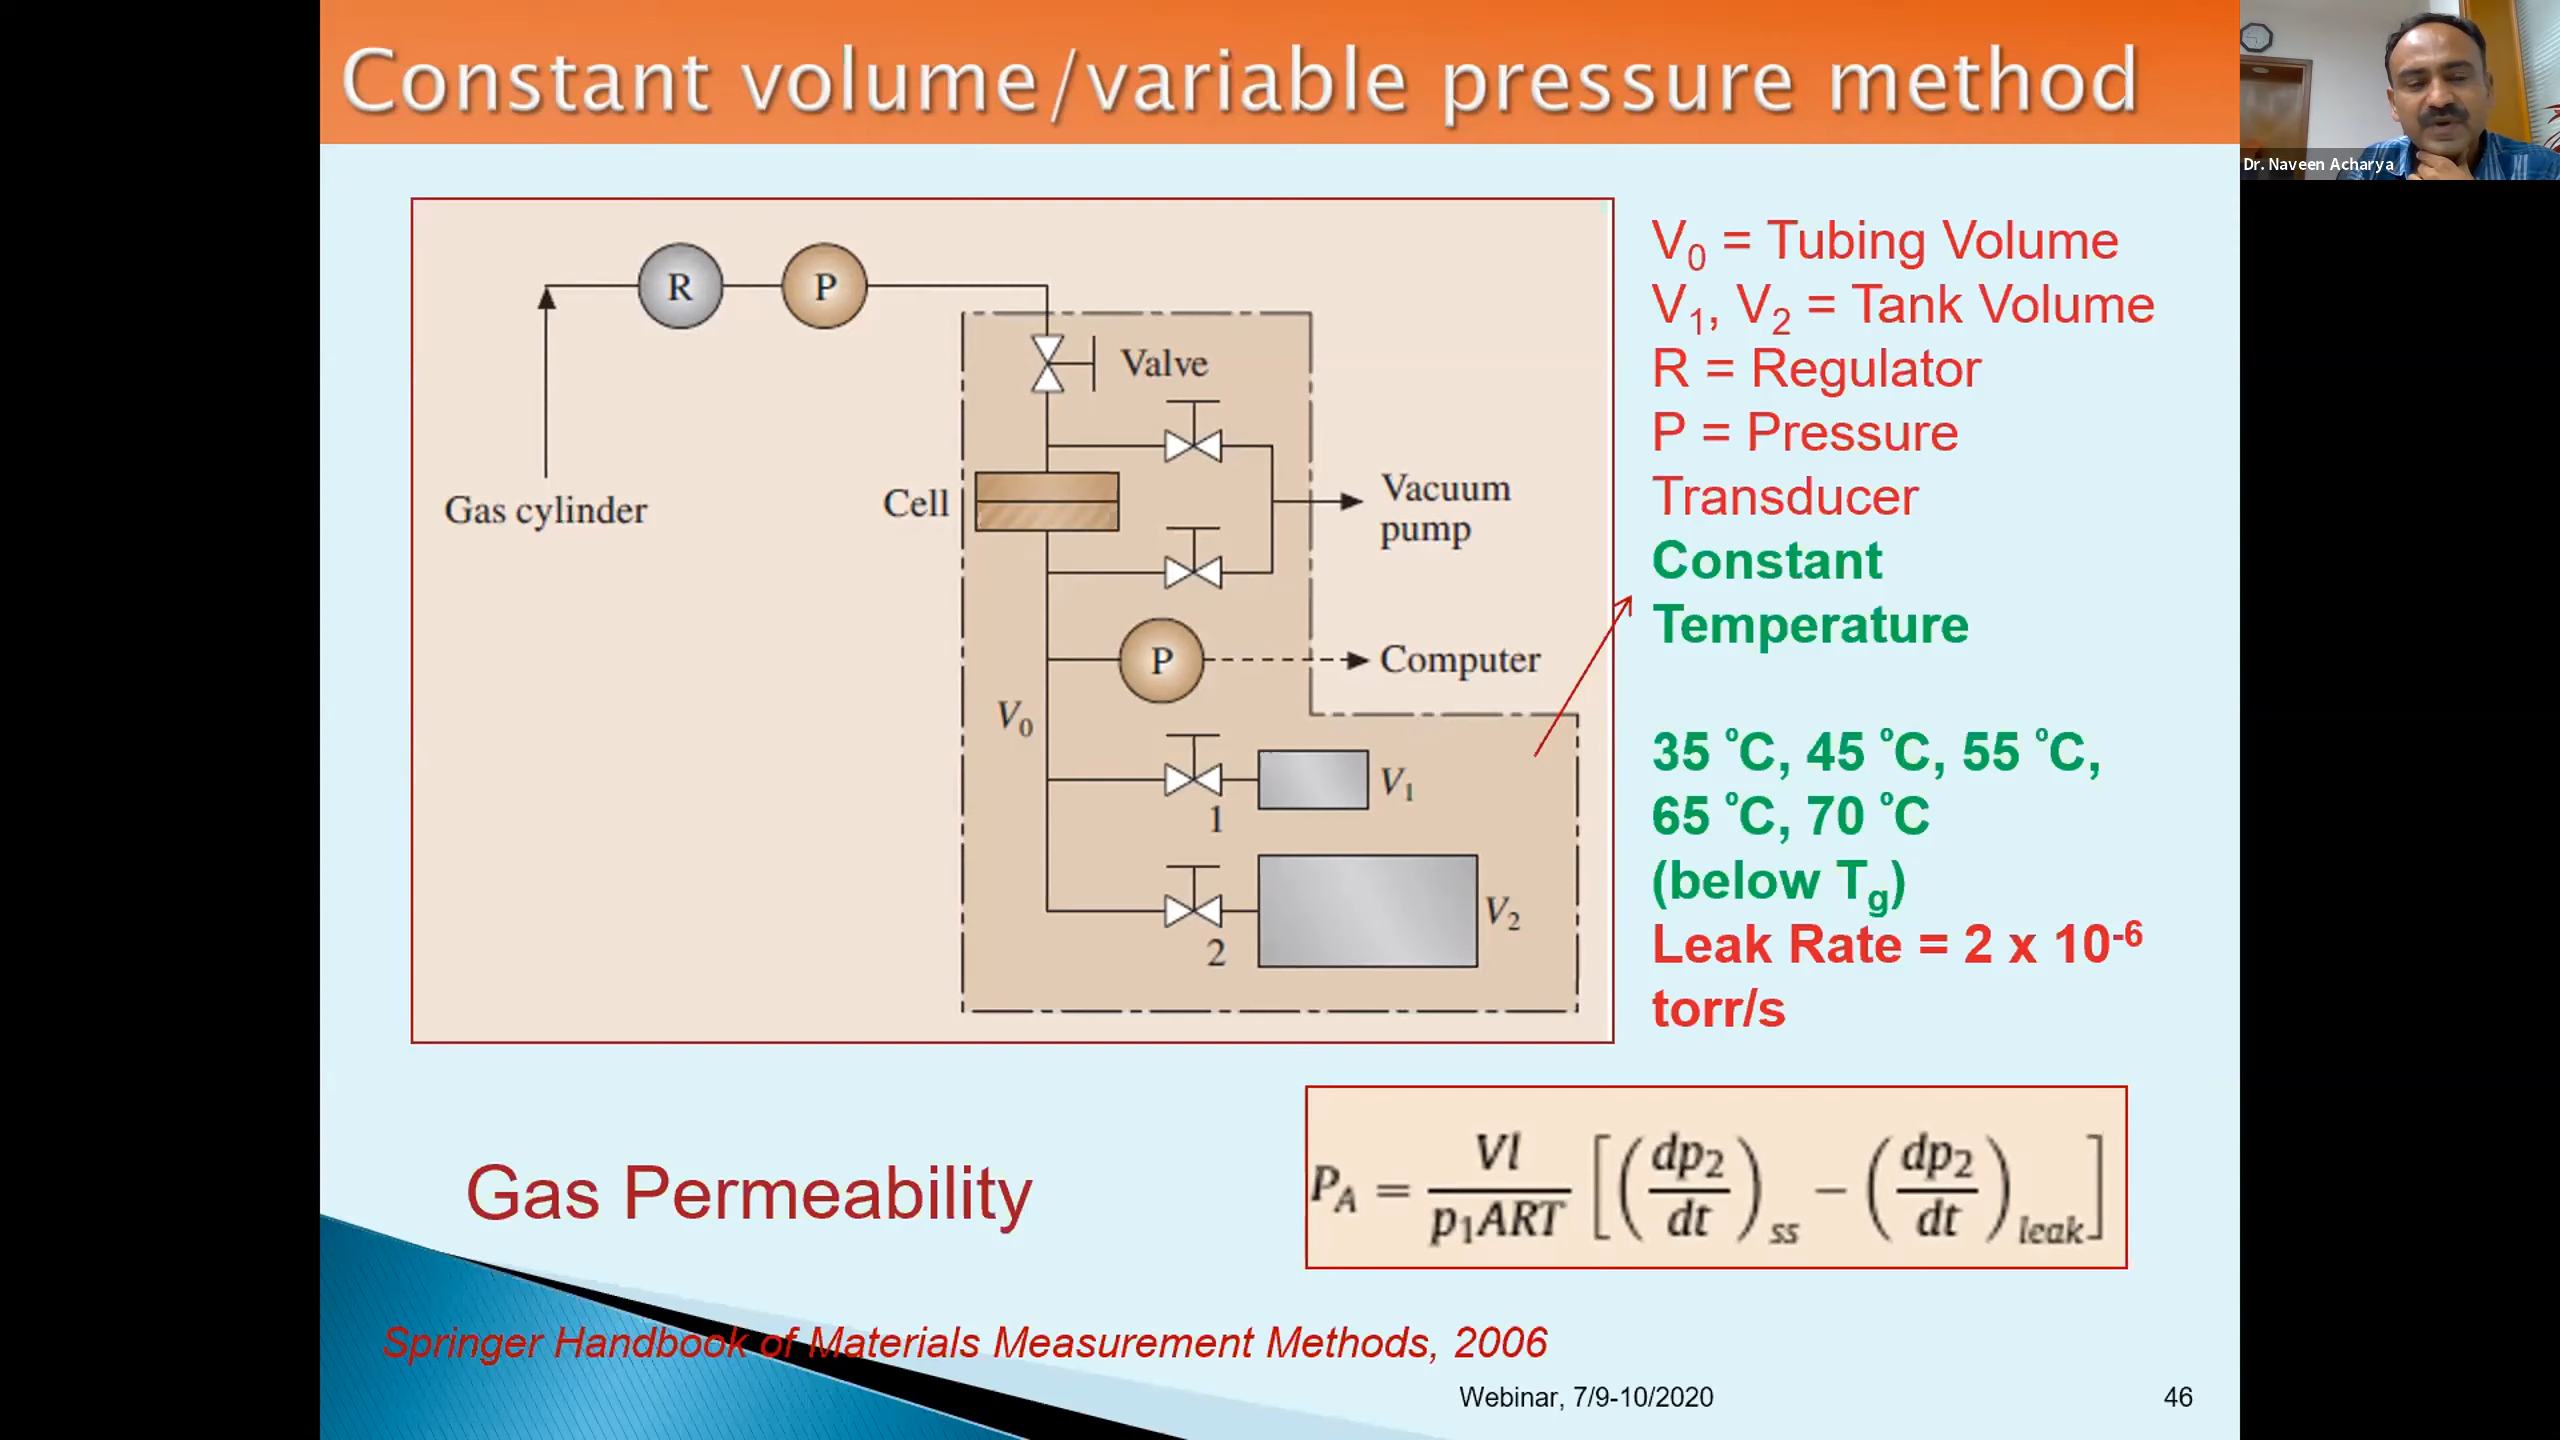 Constant volume/variable pressure method
Dr. Naveen Acharya
R
P
Valve
Gas cylinder
Cell
Vacuum
pump
P
Computer
V₀
V₁
1
V₂
2
V₀ = Tubing Volume
V₁, V₂ = Tank Volume
R = Regulator
P = Pressure
Transducer
Constant
Temperature
35 °C, 45 °C, 55 °C,
65 °C, 70 °C
(below Tg)
Leak Rate = 2 x 10⁻⁶
torr/s
Gas Permeability
P_A = Vl / p₁ART [(dp₂/dt)ss − (dp₂/dt)leak]
Springer Handbook of Materials Measurement Methods, 2006
Webinar, 7/9-10/2020
46